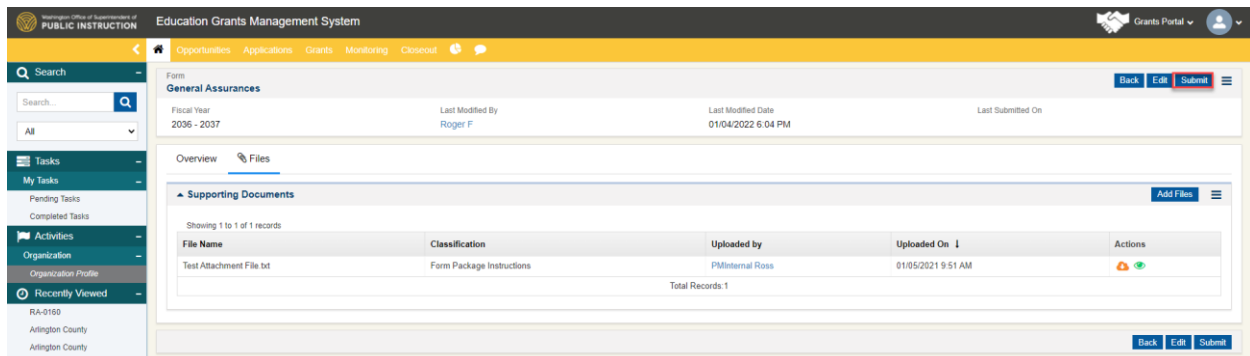 Washington Office of Superintendent of
PUBLIC INSTRUCTION
Education Grants Management System
Grants Portal
Opportunities Applications Grants Monitoring Closeout
Search
Search...
All
Tasks
My Tasks
Pending Tasks
Completed Tasks
Activities
Organization
Organization Profile
Recently Viewed
RA-0160
Arlington County
Arlington County
Form
General Assurances
Back Edit Submit
Fiscal Year Last Modified By Last Modified Date Last Submitted On
2036 - 2037 Roger F 01/04/2022 6:04 PM
Overview Files
Supporting Documents
Add Files
Showing 1 to 1 of 1 records
File Name Classification Uploaded by Uploaded On ↓ Actions
Test Attachment File.txt Form Package Instructions PMInternal Ross 01/05/2021 9:51 AM
Total Records:1
Back Edit Submit